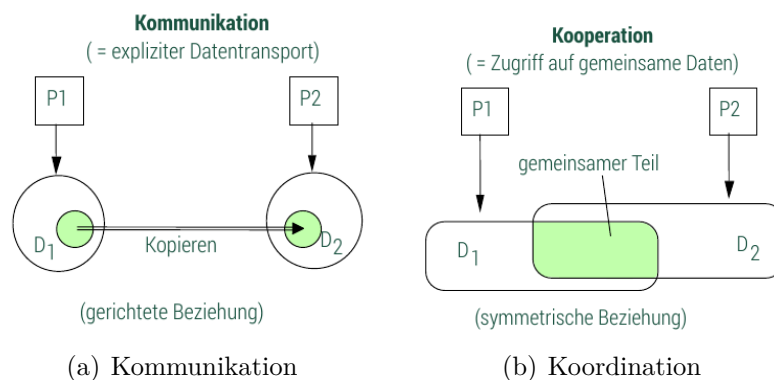 Kommunikation
( = expliziter Datentransport)
P1
P2
D1
Kopieren
D2
(gerichtete Beziehung)
(a) Kommunikation
Kooperation
( = Zugriff auf gemeinsame Daten)
P1
P2
gemeinsamer Teil
D1
D2
(symmetrische Beziehung)
(b) Koordination